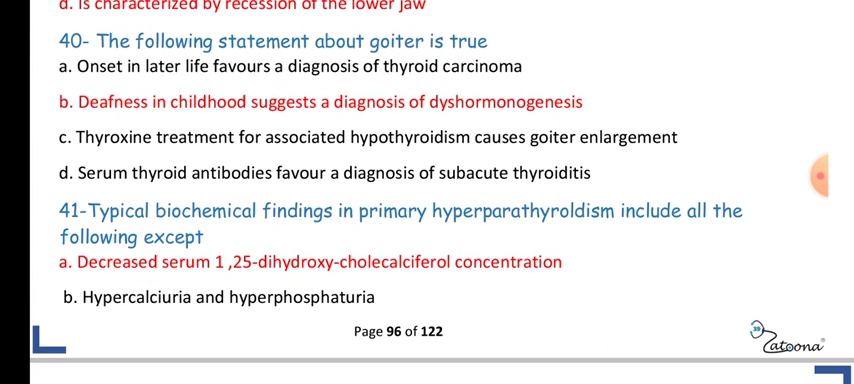 d. Is characterized by recession of the lower jaw
40- The following statement about goiter is true
a. Onset in later life favours a diagnosis of thyroid carcinoma
b. Deafness in childhood suggests a diagnosis of dyshormonogenesis
c. Thyroxine treatment for associated hypothyroidism causes goiter enlargement
d. Serum thyroid antibodies favour a diagnosis of subacute thyroiditis
41-Typical biochemical findings in primary hyperparathyroldism include all the
following except
a. Decreased serum 1 ,25-dihydroxy-cholecalciferol concentration
b. Hypercalciuria and hyperphosphaturia
Page 96 of 122
39
Zatoona